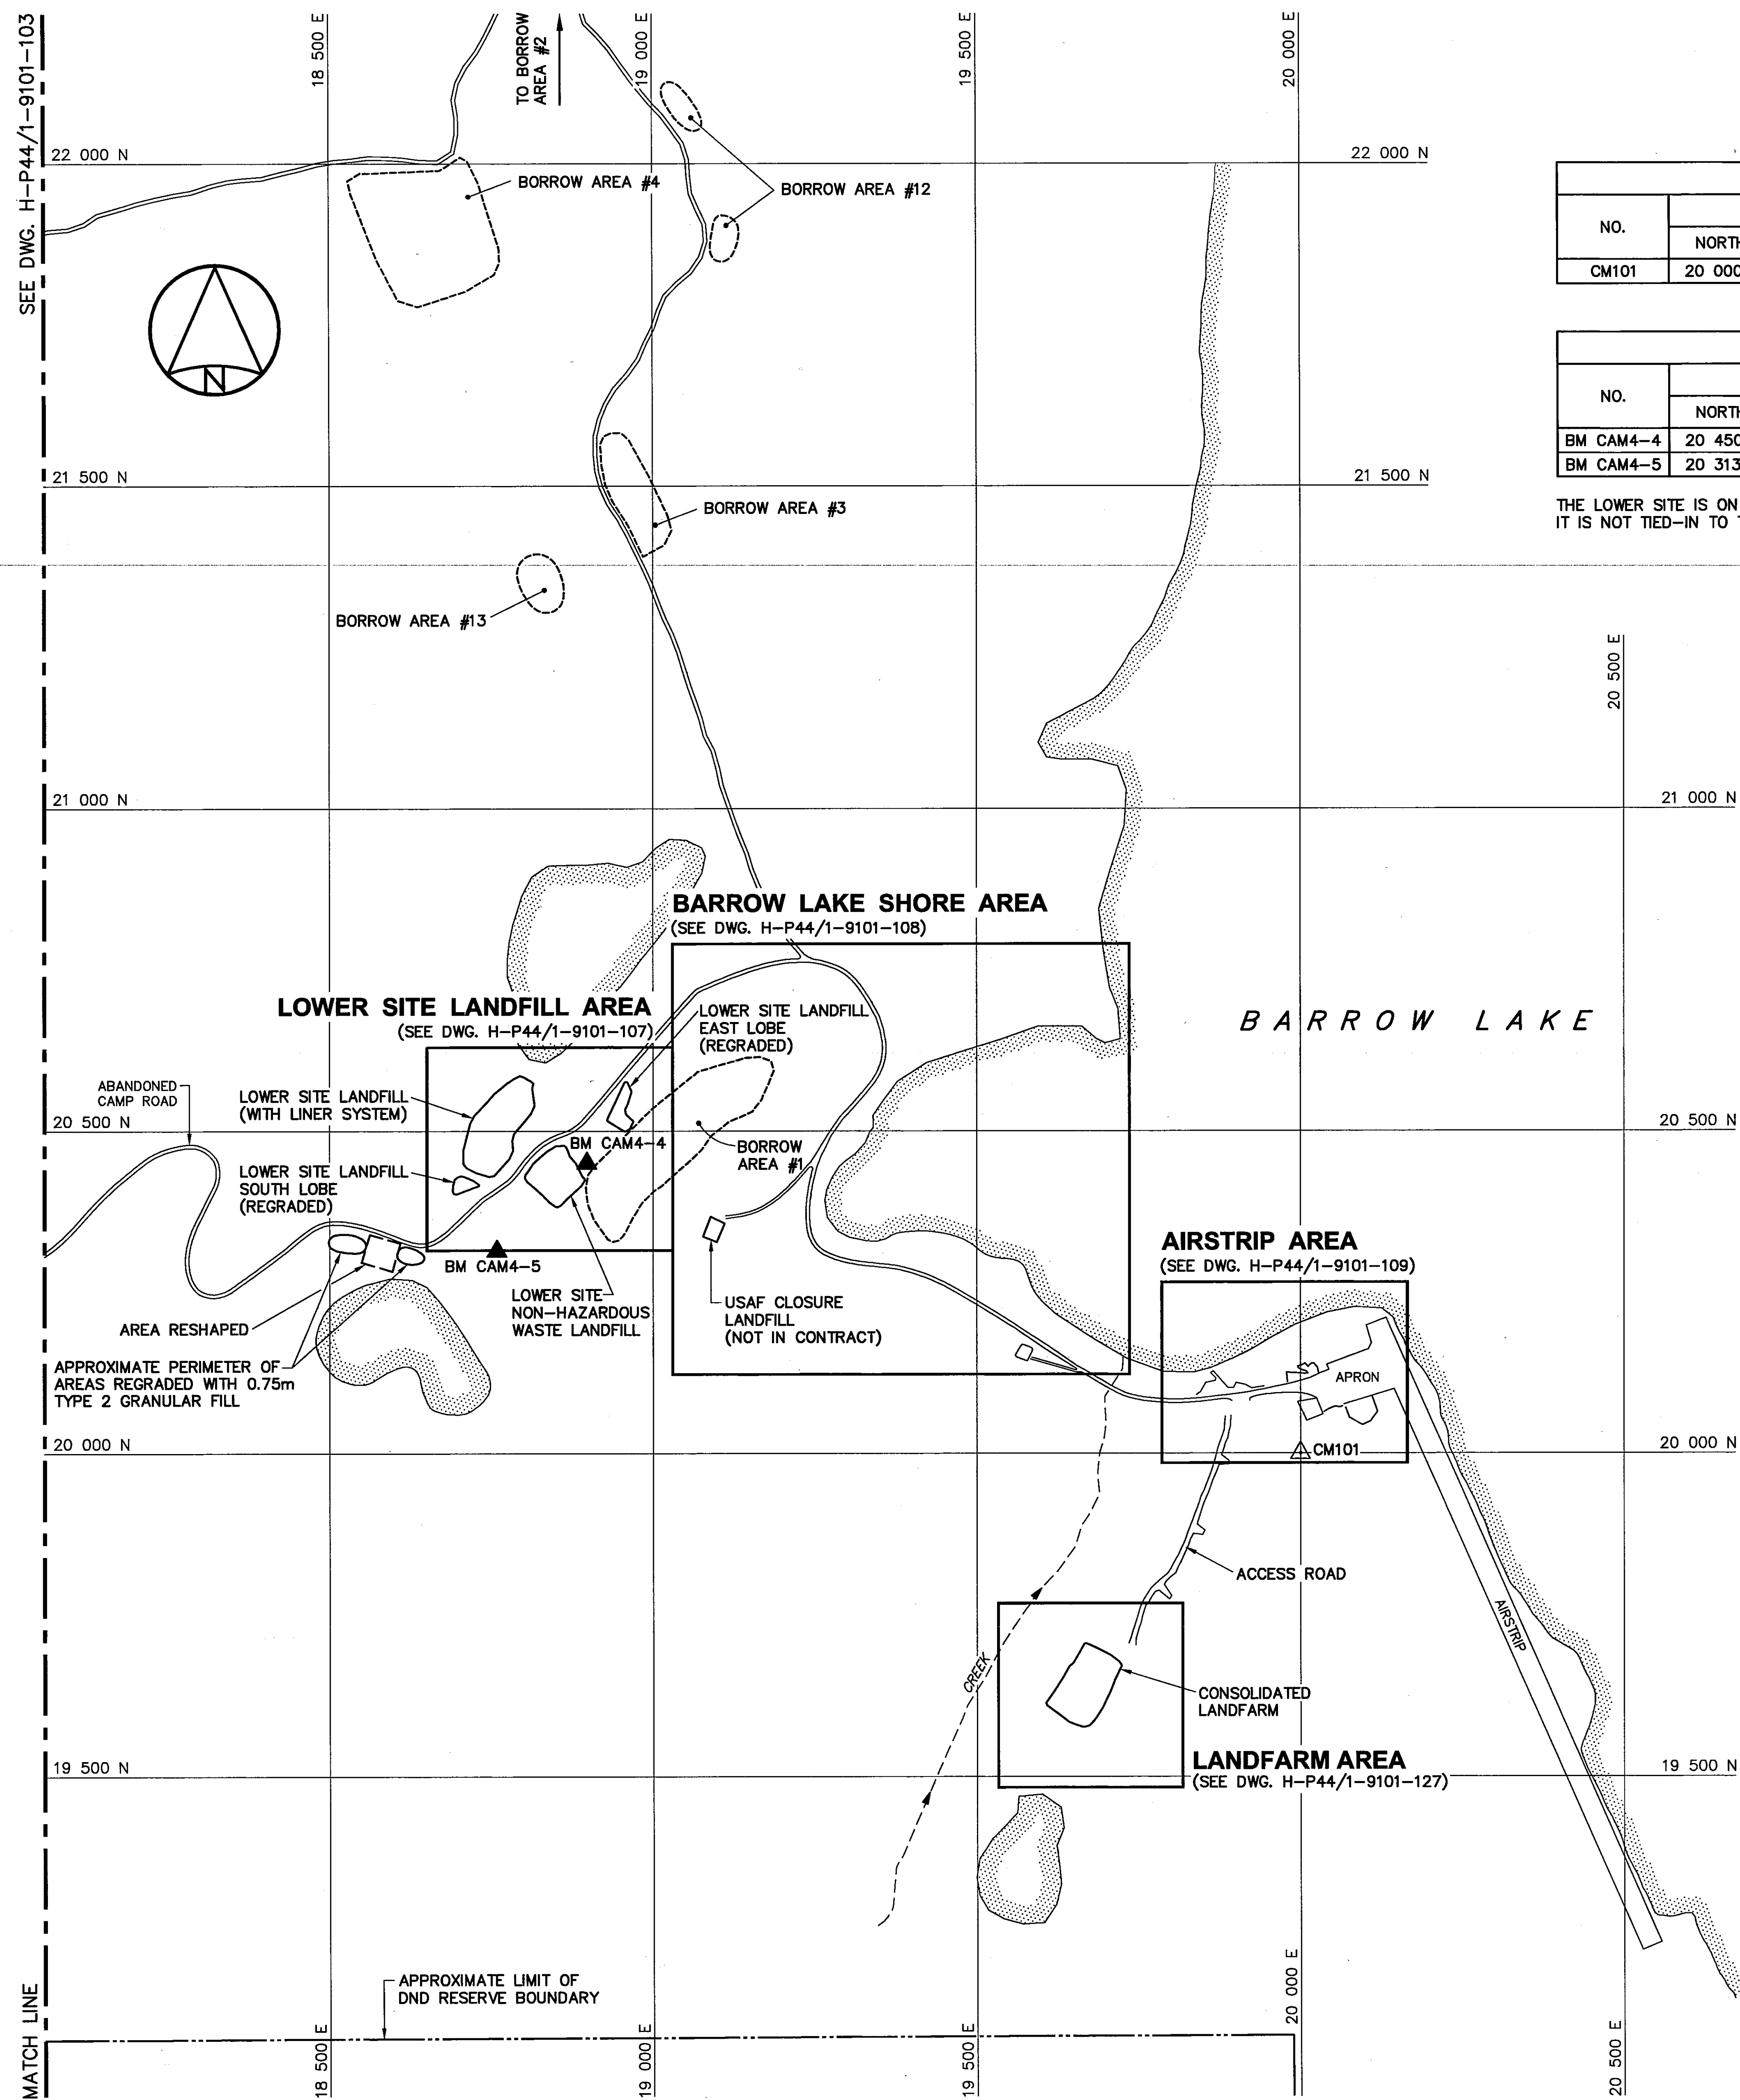 SEE DWG. H-P44/1-9101-103
18 500 E
TO BORROW
AREA #2
19 000 E
19 500 E
20 000 E
22 000 N
22 000 N
BORROW AREA #4
BORROW AREA #12
NO.
NORTH
CM101
20 000
N
NO.
NORTH
BM CAM4-4
20 450
BM CAM4-5
20 313
21 500 N
21 500 N
BORROW AREA #3
THE LOWER SITE IS ON
IT IS NOT TIED-IN TO
BORROW AREA #13
20 500 E
21 000 N
21 000 N
BARROW LAKE SHORE AREA
(SEE DWG. H-P44/1-9101-108)
LOWER SITE LANDFILL AREA
(SEE DWG. H-P44/1-9101-107)
LOWER SITE LANDFILL
EAST LOBE
(REGRADED)
BARROW LAKE
ABANDONED
CAMP ROAD
LOWER SITE LANDFILL
(WITH LINER SYSTEM)
20 500 N
20 500 N
BM CAM4-4
BORROW
AREA #1
LOWER SITE LANDFILL
SOUTH LOBE
(REGRADED)
AIRSTRIP AREA
(SEE DWG. H-P44/1-9101-109)
BM CAM4-5
LOWER SITE
NON-HAZARDOUS
WASTE LANDFILL
USAF CLOSURE
LANDFILL
(NOT IN CONTRACT)
AREA RESHAPED
APPROXIMATE PERIMETER OF
AREAS REGRADED WITH 0.75m
TYPE 2 GRANULAR FILL
APRON
20 000 N
20 000 N
CM101
ACCESS ROAD
AIRSTRIP
CREEK
CONSOLIDATED
LANDFARM
LANDFARM AREA
(SEE DWG. H-P44/1-9101-127)
19 500 N
19 500 N
APPROXIMATE LIMIT OF
DND RESERVE BOUNDARY
MATCH LINE
18 500 E
19 000 E
19 500 E
20 000 E
20 500 E